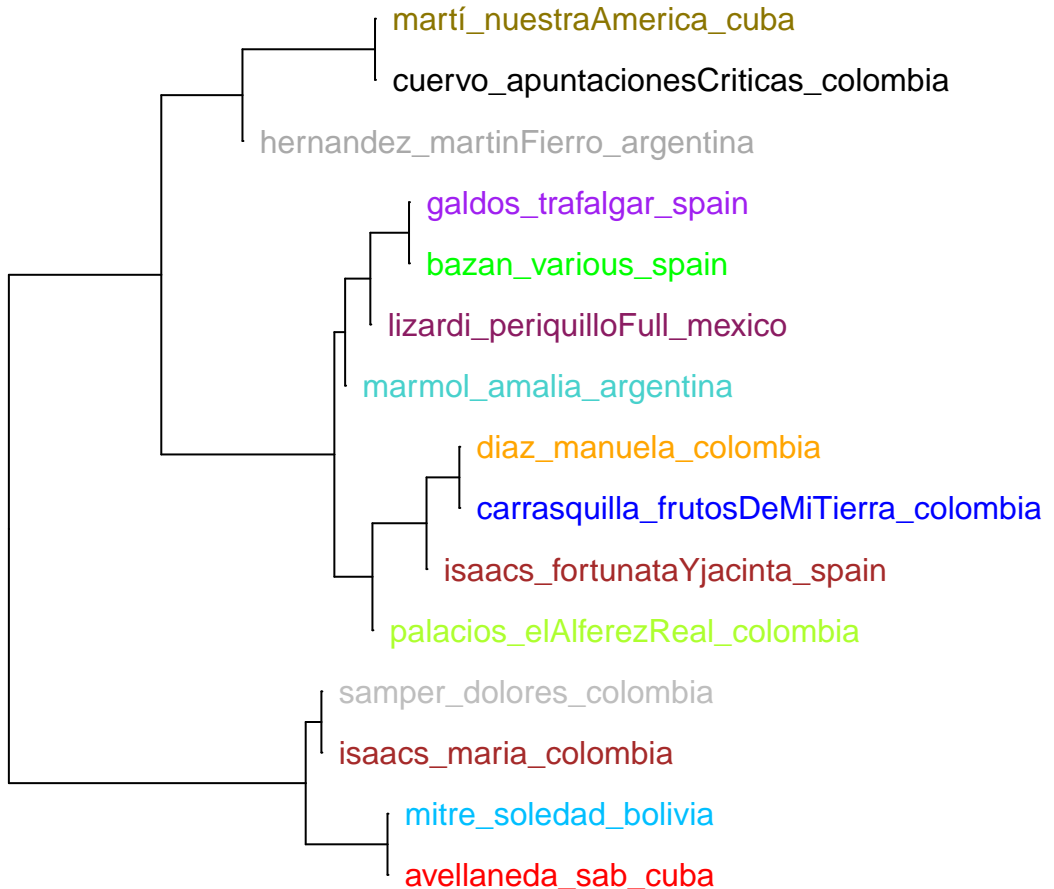 martí_nuestraAmerica_cuba
cuervo_apuntacionesCriticas_colombia
hernandez_martinFierro_argentina
galdos_trafalgar_spain
bazan_various_spain
lizardi_periquilloFull_mexico
marmol_amalia_argentina
diaz_manuela_colombia
carrasquilla_frutosDeMiTierra_colombia
isaacs_fortunataYjacinta_spain
palacios_elAlferezReal_colombia
samper_dolores_colombia
isaacs_maria_colombia
mitre_soledad_bolivia
avellaneda_sab_cuba